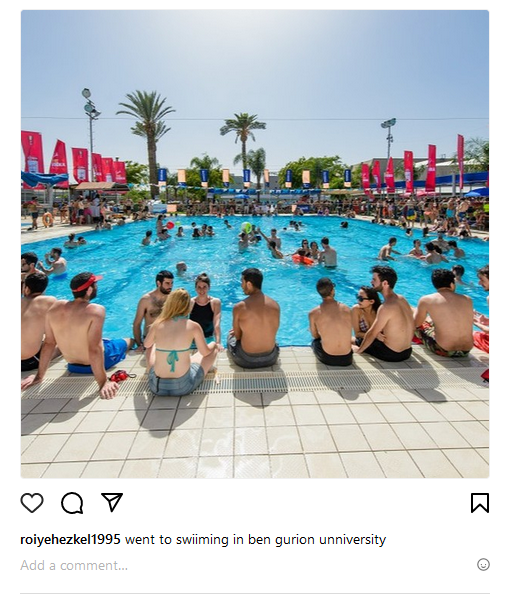 roiyehezkel1995 went to swiiming in ben gurion unniversity
Add a comment...